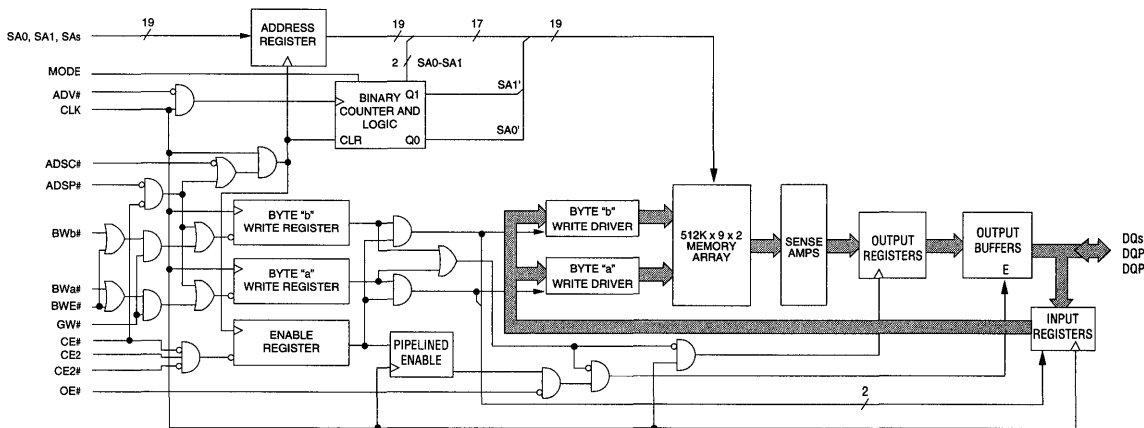 19
ADDRESS
REGISTER
19
17
19
SA0, SA1, SAs
2
SA0-SA1
MODE
ADV#
CLK
BINARY Q1
COUNTER AND
LOGIC
CLR Q0
SA1'
SA0'
ADSC#
ADSP#
BYTE "b"
WRITE REGISTER
BYTE "b"
WRITE DRIVER
512K x 9 x 2
MEMORY
ARRAY
SENSE
AMPS
OUTPUT
REGISTERS
OUTPUT
BUFFERS
E
DQs
DQP
DQP
BWb#
BYTE "a"
WRITE REGISTER
BYTE "a"
WRITE DRIVER
BWa#
BWE#
GW#
CE#
CE2
CE2#
ENABLE
REGISTER
PIPELINED
ENABLE
INPUT
REGISTERS
OE#
2